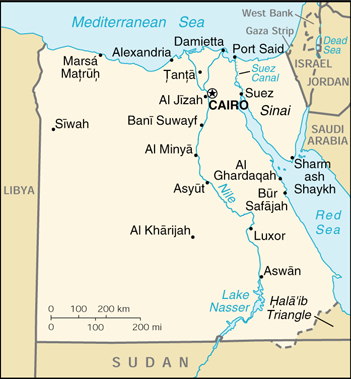 Mediterranean Sea
West Bank
Gaza Strip
Dead
Sea
Marsá
Maṭrūḥ
Alexandria
Damietta
Port Said
ISRAEL
JORDAN
Ṭanṭā
Suez
Canal
Al Jīzah
CAIRO
Suez
Sinai
Sīwah
Banī Suwayf
SAUDI
ARABIA
Al Minyā
Al
Ghardaqah
Sharm
ash
Shaykh
LIBYA
Asyūţ
Nile
Būr
Safājah
Red
Sea
Al Khārijah
Luxor
Aswān
0 100 200 km
0 100 200 mi
Lake
Nasser
Ḥalā'ib
Triangle
SUDAN